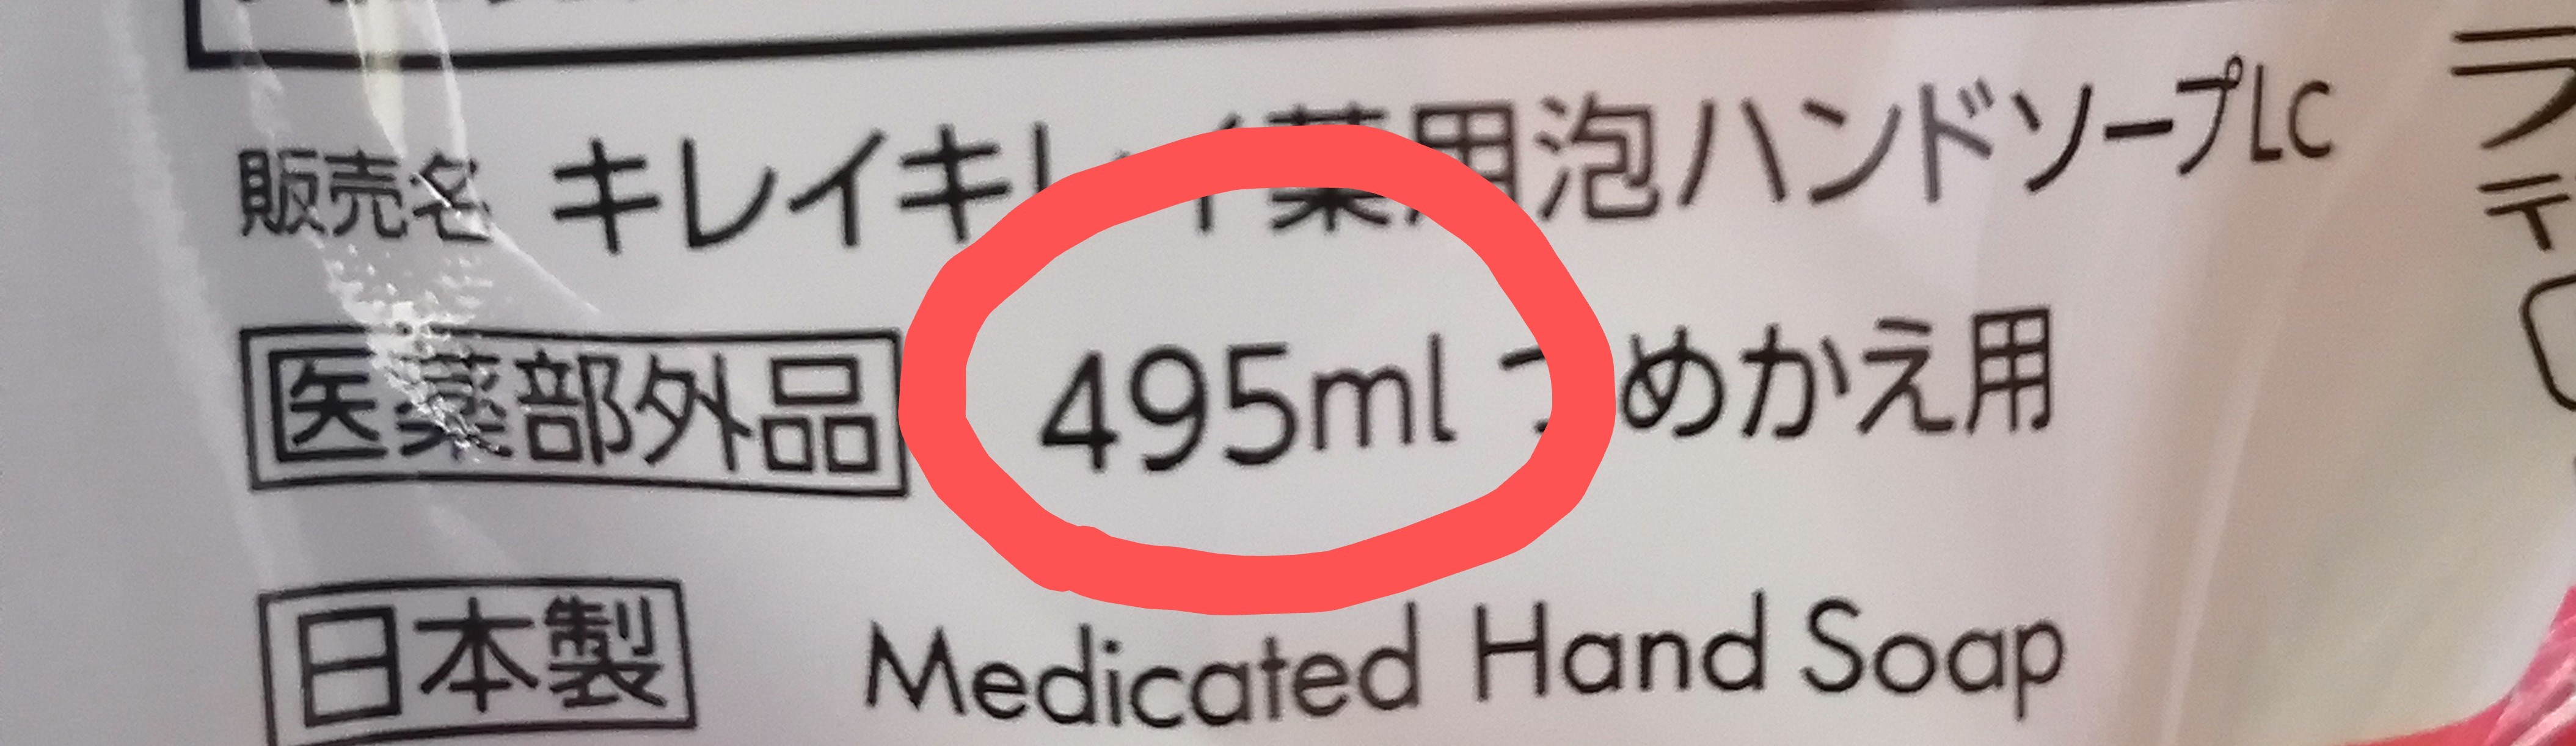 販売名 キレイキレイ薬用泡ハンドソープLC
医薬部外品 495ml つめかえ用
日本製 Medicated Hand Soap
ラ